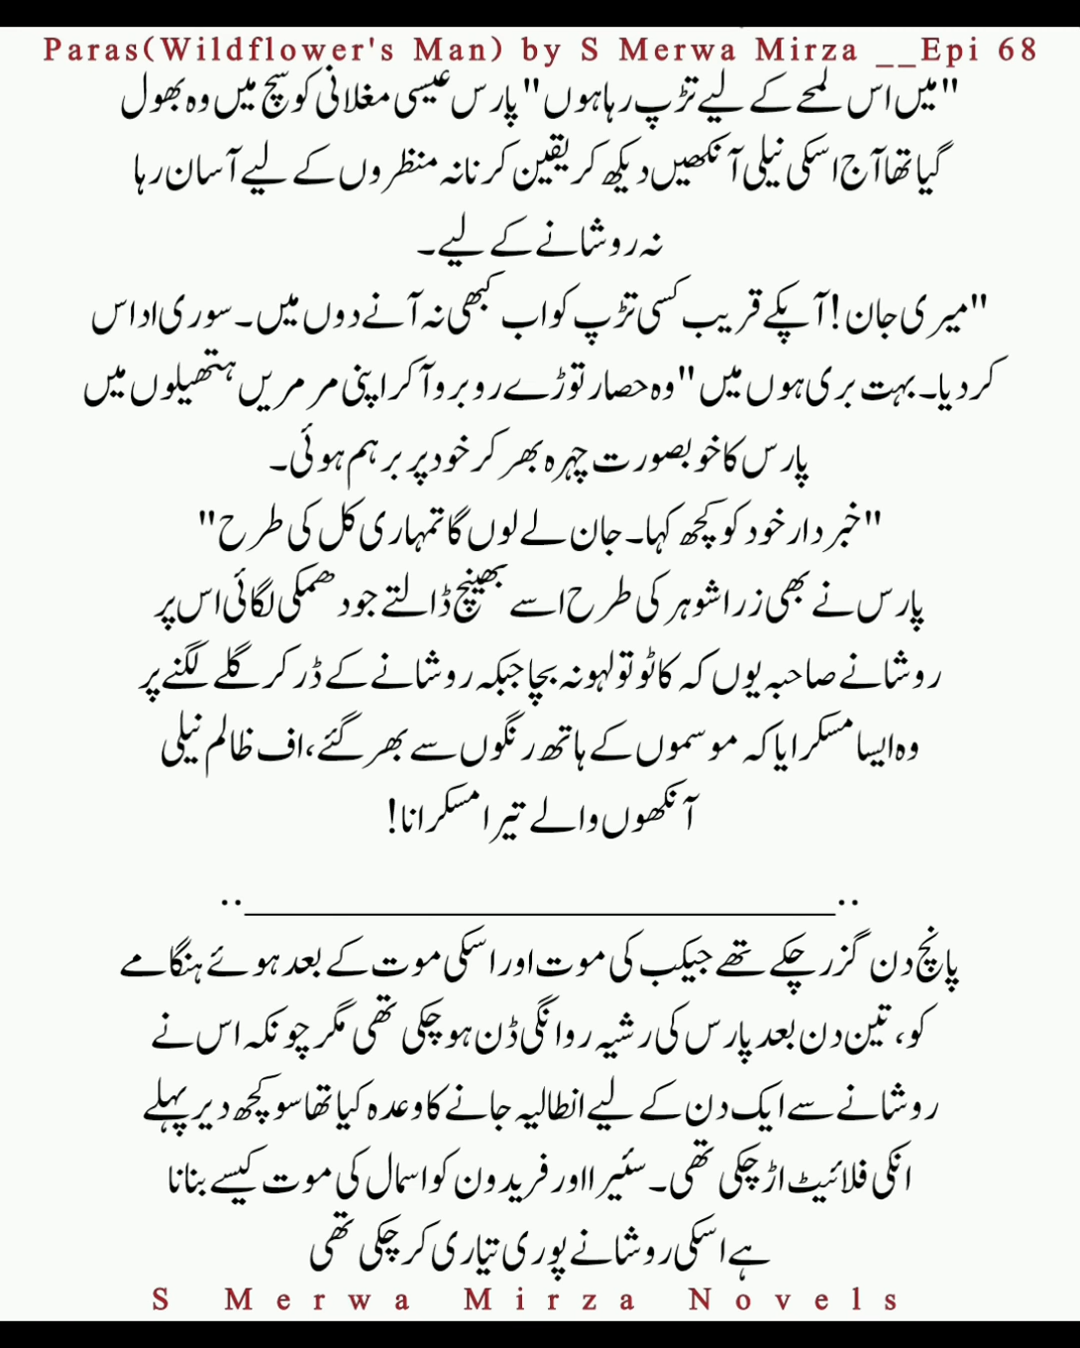 Paras(Wildflower's Man) by S Merwa Mirza __Epi 68
"میں اس لمحے کے لیے تڑپ رہا ہوں" پارس عیسی مغلانی کو سچ میں وہ بھول
گیا تھا آج اسکی نیلی آنکھیں دیکھ کر یقین کرنا نہ منظروں کے لیے آسان رہا
نہ روشانے کے لیے۔
"میری جان! آپکے قریب کسی تڑپ کو اب کبھی نہ آنے دوں میں۔ سوری اداس
کر دیا۔ بہت بری ہوں میں" وہ حصار توڑے روبرو آکر اپنی مرمریں ہتھیلوں میں
پارس کا خوبصورت چہرہ بھر کر خود پر برہم ہوئی۔
"خبردار خود کو کچھ کہا۔ جان لے لوں گا تمہاری کل کی طرح"
پارس نے بھی زرا شوہر کی طرح اسے بھینچ ڈالتے جو دھمکی لگائی اس پر
روشانے صاحبہ یوں کہ کاٹو تو لہو نہ بچا جبکہ روشانے کے ڈر کر گلے لگنے پر
وہ ایسا مسکرایا کہ موسموں کے ہاتھ رنگوں سے بھر گئے، اف ظالم نیلی
آنکھوں والے تیرا مسکرانا!
..______________________________..
پانچ دن گزر چکے تھے جیکب کی موت اور اسکی موت کے بعد ہوئے ہنگامے
کو، تین دن بعد پارس کی رشیہ روانگی ڈن ہو چکی تھی مگر چونکہ اس نے
روشانے سے ایک دن کے لیے انطالیہ جانے کا وعدہ کیا تھا سو کچھ دیر پہلے
انکی فلائیٹ اڑ چکی تھی۔ سئیرا اور فریدون کو اسمال کی موت کیسے بنانا
ہے اسکی روشانے پوری تیاری کر چکی تھی
S Merwa Mirza Novels